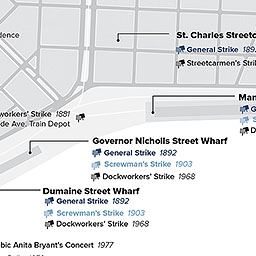 dence
St. Charles Streetc
General Strike 189
Streetcarmen's Strik
workers' Strike 1881
de Ave. Train Depot
Man
G
S
D
Governor Nicholls Street Wharf
General Strike 1892
Screwman's Strike 1903
Dockworkers' Strike 1968
Dumaine Street Wharf
General Strike 1892
Screwman's Strike 1903
Dockworkers' Strike 1968
bic Anita Bryant's Concert 1977